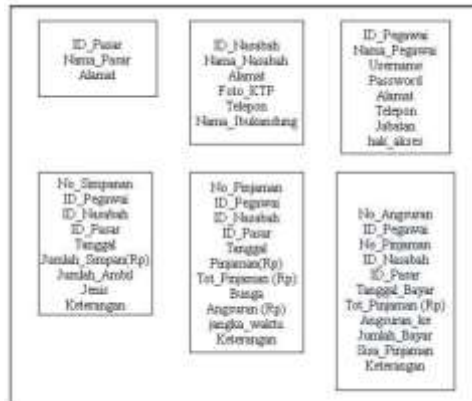 ID_Pasar
Nama_Pasar
Alamat
ID_Nasabah
Nama_Nasabah
Alamat
Foto_KTP
Telepon
Nama_Ibukandung
ID_Pegawai
Nama_Pegawai
Username
Password
Alamat
Telepon
Jabatan
hak_akses
No_Simpanan
ID_Pegawai
ID_Nasabah
ID_Pasar
Tanggal
Jumlah_Simpan(Rp)
Jumlah_Ambil
Jenis
Keterangan
No_Pinjaman
ID_Pegawai
ID_Nasabah
ID_Pasar
Tanggal
Pinjaman(Rp)
Tot_Pinjaman (Rp)
Bunga
Angsuran (Rp)
jangka_waktu
Keterangan
No_Angsuran
ID_Pegawai
No_Pinjaman
ID_Nasabah
ID_Pasar
Tanggal_Bayar
Tot_Pinjaman (Rp)
Angsuran_ke
Jumlah_Bayar
Sisa_Pinjaman
Keterangan